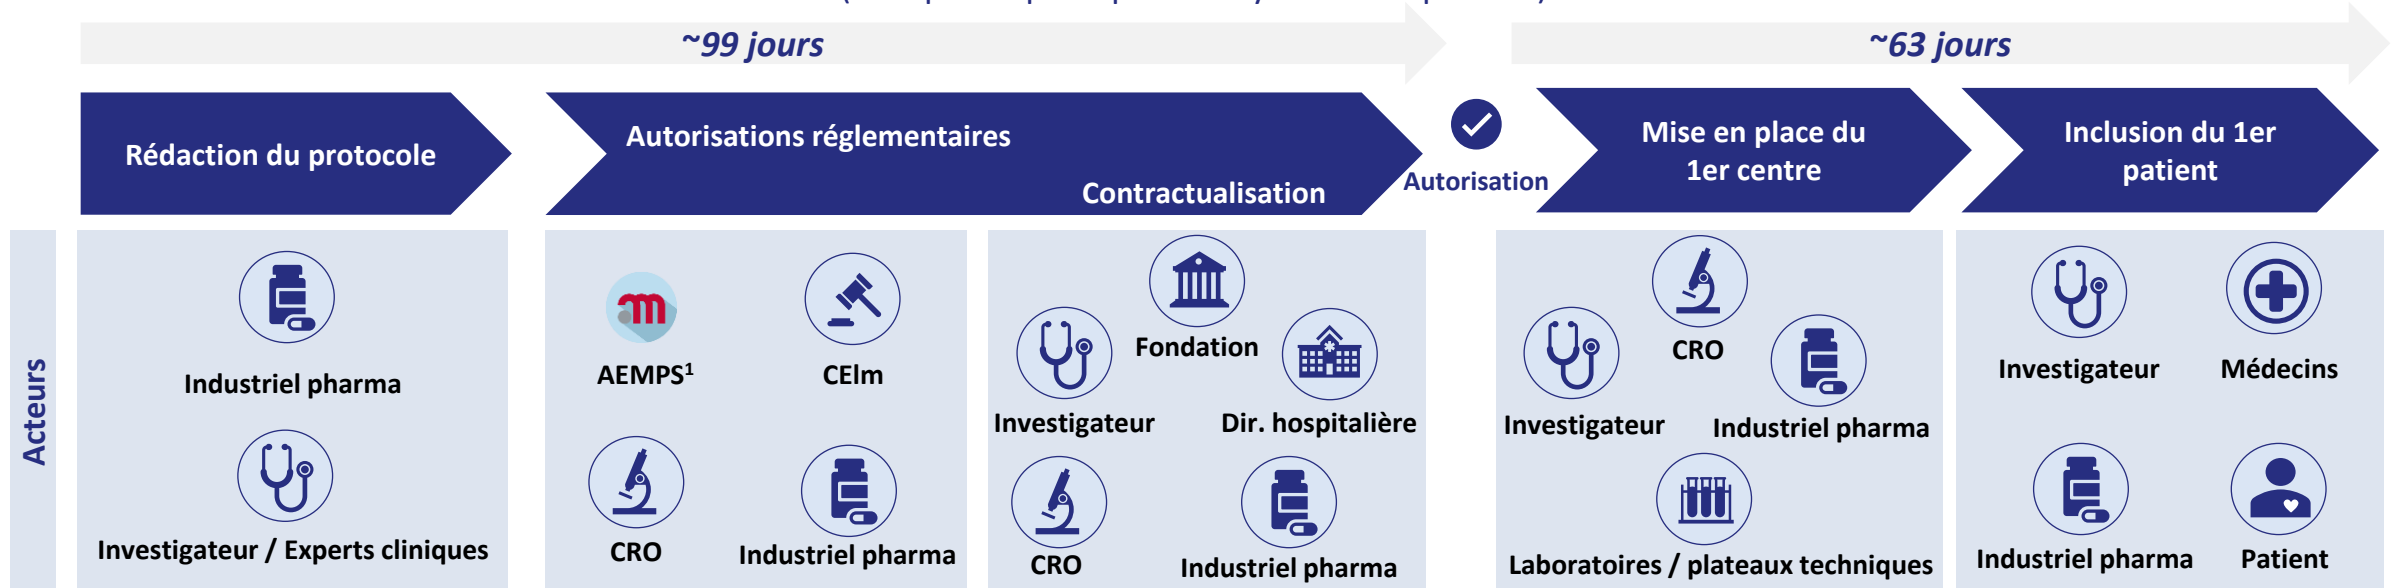 ~99 jours
~63 jours
Rédaction du protocole
Autorisations réglementaires
Contractualisation
Autorisation
Mise en place du
1er centre
Inclusion du 1er
patient
Acteurs
Industriel pharma
Investigateur / Experts cliniques
AEMPS¹
CEIm
CRO
Industriel pharma
Fondation
Investigateur
Dir. hospitalière
CRO
Industriel pharma
CRO
Investigateur
Industriel pharma
Laboratoires / plateaux techniques
Investigateur
Médecins
Industriel pharma
Patient